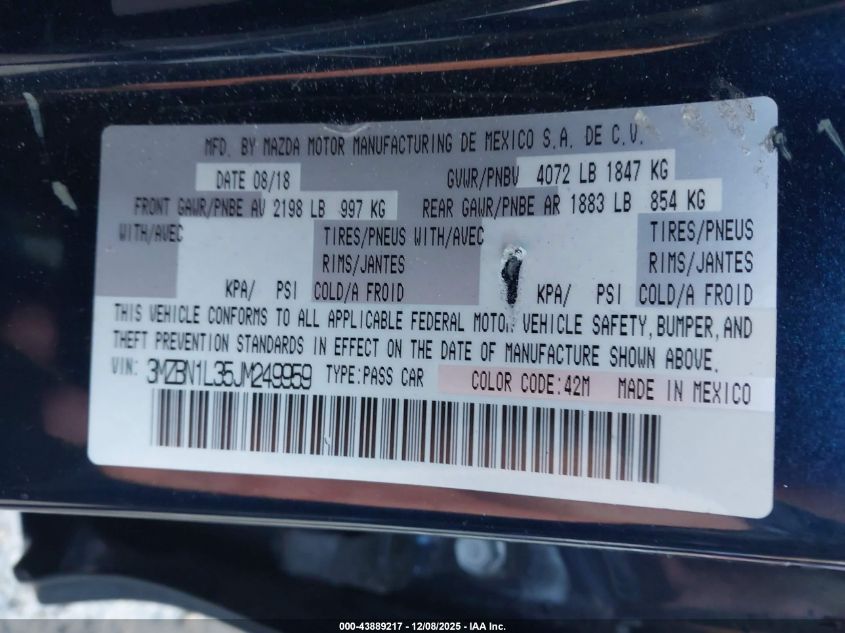 MFD. BY MAZDA MOTOR MANUFACTURING DE MEXICO S.A. DE C.V.
DATE 08/18 GVWR/PNBV 4072 LB 1847 KG
FRONT GAWR/PNBE AV 2198 LB 997 KG REAR GAWR/PNBE AR 1883 LB 854 KG
WITH/AVEC TIRES/PNEUS WITH/AVEC TIRES/PNEUS
RIMS/JANTES RIMS/JANTES
KPA/ PSI COLD/A FROID KPA/ PSI COLD/A FROID
THIS VEHICLE CONFORMS TO ALL APPLICABLE FEDERAL MOTOR VEHICLE SAFETY, BUMPER, AND
THEFT PREVENTION STANDARDS IN EFFECT ON THE DATE OF MANUFACTURE SHOWN ABOVE.
VIN: 3MZBN1L35JM249959 TYPE:PASS CAR COLOR CODE:42M MADE IN MEXICO
000-43889217 - 12/08/2025 - IAA Inc.